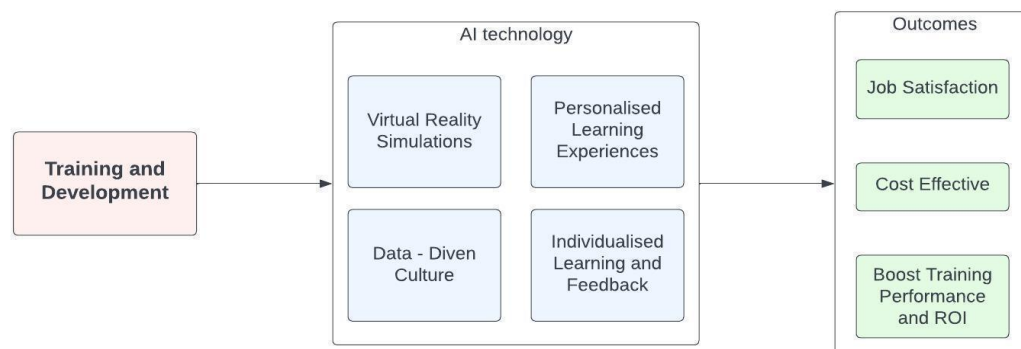 Training and
Development
AI technology
Virtual Reality
Simulations
Personalised
Learning
Experiences
Data - Diven
Culture
Individualised
Learning and
Feedback
Outcomes
Job Satisfaction
Cost Effective
Boost Training
Performance
and ROI